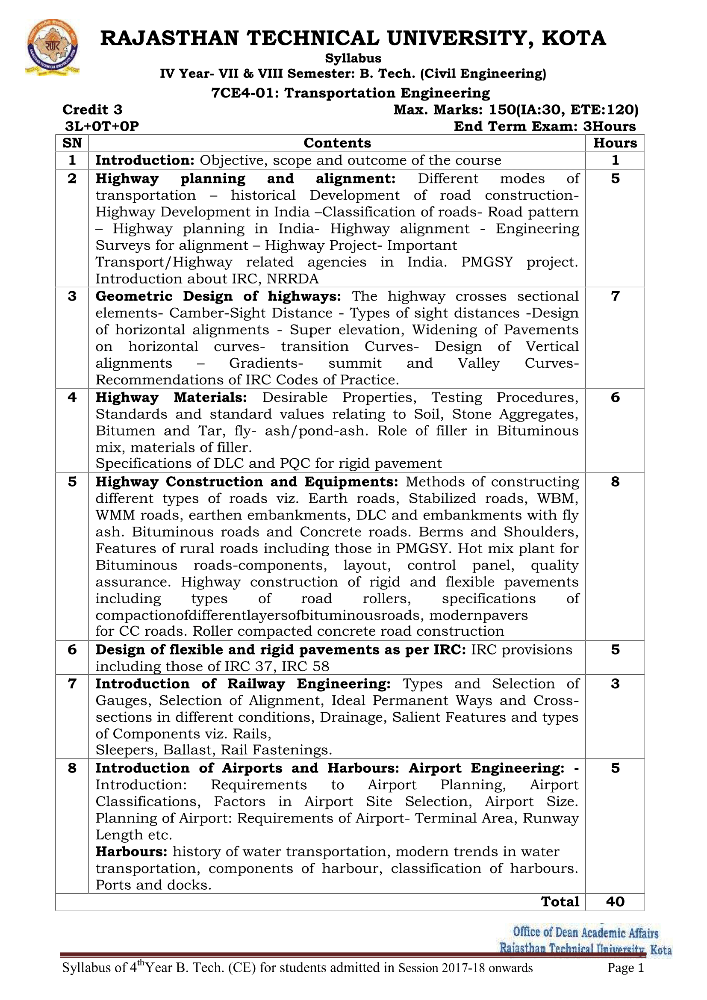 RAJASTHAN TECHNICAL UNIVERSITY, KOTA
Syllabus
IV Year- VII & VIII Semester: B. Tech. (Civil Engineering)
7CE4-01: Transportation Engineering
Credit 3 Max. Marks: 150(IA:30, ETE:120)
3L+0T+0P End Term Exam: 3Hours
SN Contents Hours
1 Introduction: Objective, scope and outcome of the course 1
2 Highway planning and alignment: Different modes of 5
transportation – historical Development of road construction-
Highway Development in India –Classification of roads- Road pattern
– Highway planning in India- Highway alignment - Engineering
Surveys for alignment – Highway Project- Important
Transport/Highway related agencies in India. PMGSY project.
Introduction about IRC, NRRDA
3 Geometric Design of highways: The highway crosses sectional 7
elements- Camber-Sight Distance - Types of sight distances -Design
of horizontal alignments - Super elevation, Widening of Pavements
on horizontal curves- transition Curves- Design of Vertical
alignments – Gradients- summit and Valley Curves-
Recommendations of IRC Codes of Practice.
4 Highway Materials: Desirable Properties, Testing Procedures, 6
Standards and standard values relating to Soil, Stone Aggregates,
Bitumen and Tar, fly- ash/pond-ash. Role of filler in Bituminous
mix, materials of filler.
Specifications of DLC and PQC for rigid pavement
5 Highway Construction and Equipments: Methods of constructing 8
different types of roads viz. Earth roads, Stabilized roads, WBM,
WMM roads, earthen embankments, DLC and embankments with fly
ash. Bituminous roads and Concrete roads. Berms and Shoulders,
Features of rural roads including those in PMGSY. Hot mix plant for
Bituminous roads-components, layout, control panel, quality
assurance. Highway construction of rigid and flexible pavements
including types of road rollers, specifications of
compactionofdifferentlayersofbituminousroads, modernpavers
for CC roads. Roller compacted concrete road construction
6 Design of flexible and rigid pavements as per IRC: IRC provisions 5
including those of IRC 37, IRC 58
7 Introduction of Railway Engineering: Types and Selection of 3
Gauges, Selection of Alignment, Ideal Permanent Ways and Cross-
sections in different conditions, Drainage, Salient Features and types
of Components viz. Rails,
Sleepers, Ballast, Rail Fastenings.
8 Introduction of Airports and Harbours: Airport Engineering: - 5
Introduction: Requirements to Airport Planning, Airport
Classifications, Factors in Airport Site Selection, Airport Size.
Planning of Airport: Requirements of Airport- Terminal Area, Runway
Length etc.
Harbours: history of water transportation, modern trends in water
transportation, components of harbour, classification of harbours.
Ports and docks.
Total 40
Office of Dean Academic Affairs
Rajasthan Technical University, Kota
Syllabus of 4thYear B. Tech. (CE) for students admitted in Session 2017-18 onwards Page 1